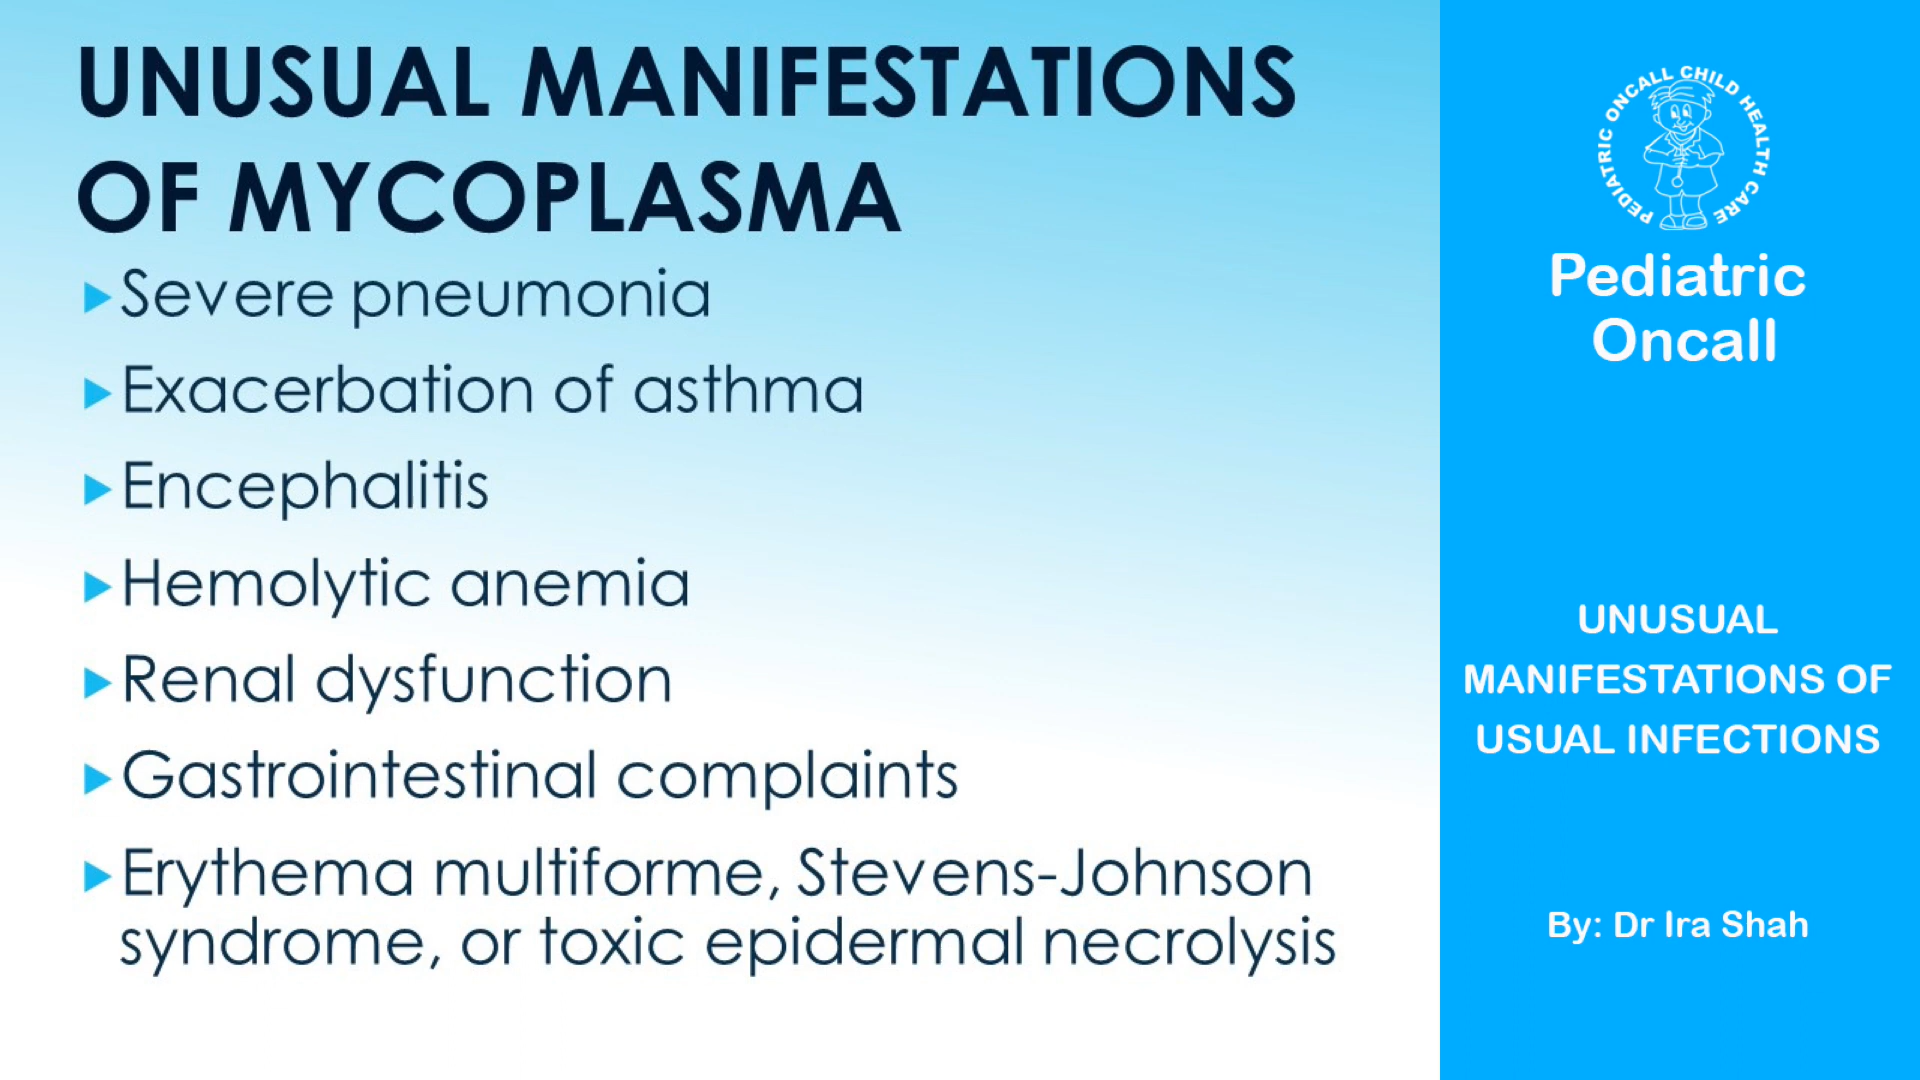 UNUSUAL MANIFESTATIONS
OF MYCOPLASMA
Severe pneumonia
Exacerbation of asthma
Encephalitis
Hemolytic anemia
Renal dysfunction
Gastrointestinal complaints
Erythema multiforme, Stevens-Johnson
syndrome, or toxic epidermal necrolysis
PEDIATRIC ONCALL CHILD HEALTH CARE
Pediatric
Oncall
UNUSUAL
MANIFESTATIONS OF
USUAL INFECTIONS
By: Dr Ira Shah